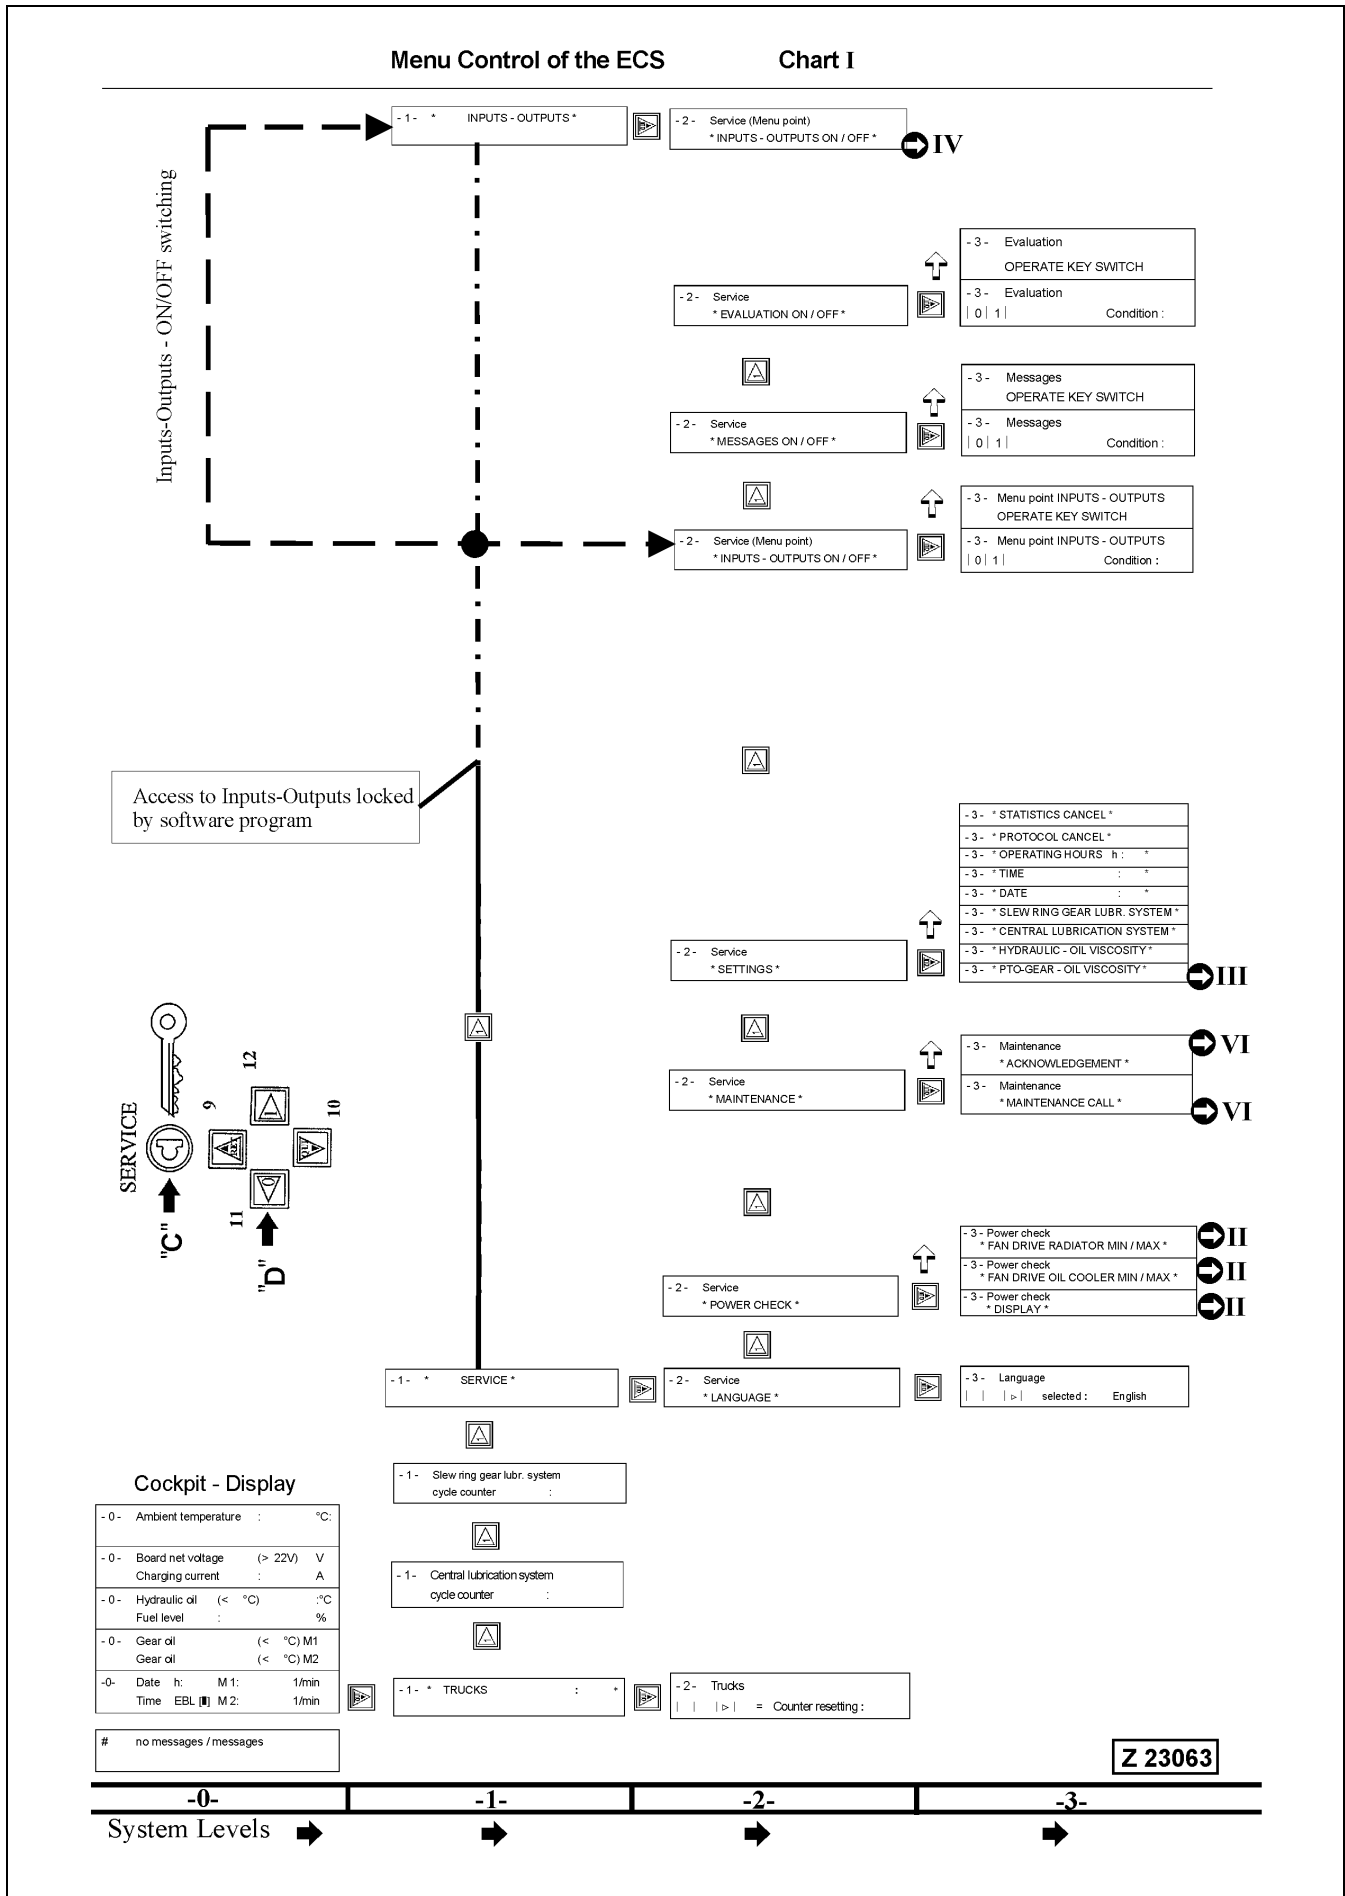 Menu Control of the ECS Chart I
- 1 - * INPUTS - OUTPUTS *
- 2 - Service (Menu point)
* INPUTS - OUTPUTS ON / OFF *
IV
Inputs-Outputs - ON/OFF switching
- 3 - Evaluation
OPERATE KEY SWITCH
- 3 - Evaluation
| 0 | 1 | Condition :
- 2 - Service
* EVALUATION ON / OFF *
- 3 - Messages
OPERATE KEY SWITCH
- 3 - Messages
| 0 | 1 | Condition :
- 2 - Service
* MESSAGES ON / OFF *
- 3 - Menu point INPUTS - OUTPUTS
OPERATE KEY SWITCH
- 3 - Menu point INPUTS - OUTPUTS
| 0 | 1 | Condition :
- 2 - Service (Menu point)
* INPUTS - OUTPUTS ON / OFF *
Access to Inputs-Outputs locked
by software program
- 3 - * STATISTICS CANCEL *
- 3 - * PROTOCOL CANCEL *
- 3 - * OPERATING HOURS h : *
- 3 - * TIME : *
- 3 - * DATE : *
- 3 - * SLEW RING GEAR LUBR. SYSTEM *
- 3 - * CENTRAL LUBRICATION SYSTEM *
- 3 - * HYDRAULIC - OIL VISCOSITY *
- 3 - * PTO-GEAR - OIL VISCOSITY *
III
- 2 - Service
* SETTINGS *
- 3 - Maintenance
* ACKNOWLEDGEMENT *
VI
- 3 - Maintenance
* MAINTENANCE CALL *
VI
- 2 - Service
* MAINTENANCE *
SERVICE
"C"
9
12
10
11
"D"
- 3 - Power check
* FAN DRIVE RADIATOR MIN / MAX *
II
- 3 - Power check
* FAN DRIVE OIL COOLER MIN / MAX *
II
- 3 - Power check
* DISPLAY *
II
- 2 - Service
* POWER CHECK *
- 1 - * SERVICE *
- 2 - Service
* LANGUAGE *
- 3 - Language
| | | ▹ | selected : English
- 1 - Slew ring gear lubr. system
cycle counter :
- 1 - Central lubrication system
cycle counter :
Cockpit - Display
- 0 - Ambient temperature : °C:
- 0 - Board net voltage (> 22V) V
Charging current : A
- 0 - Hydraulic oil (< °C) :°C
Fuel level : %
- 0 - Gear oil (< °C) M1
Gear oil (< °C) M2
-0- Date h: M 1: 1/min
Time EBL [▮] M 2: 1/min
- 1 - * TRUCKS : *
- 2 - Trucks
| | | ▹ | = Counter resetting :
# no messages / messages
Z 23063
-0- -1- -2- -3-
System Levels